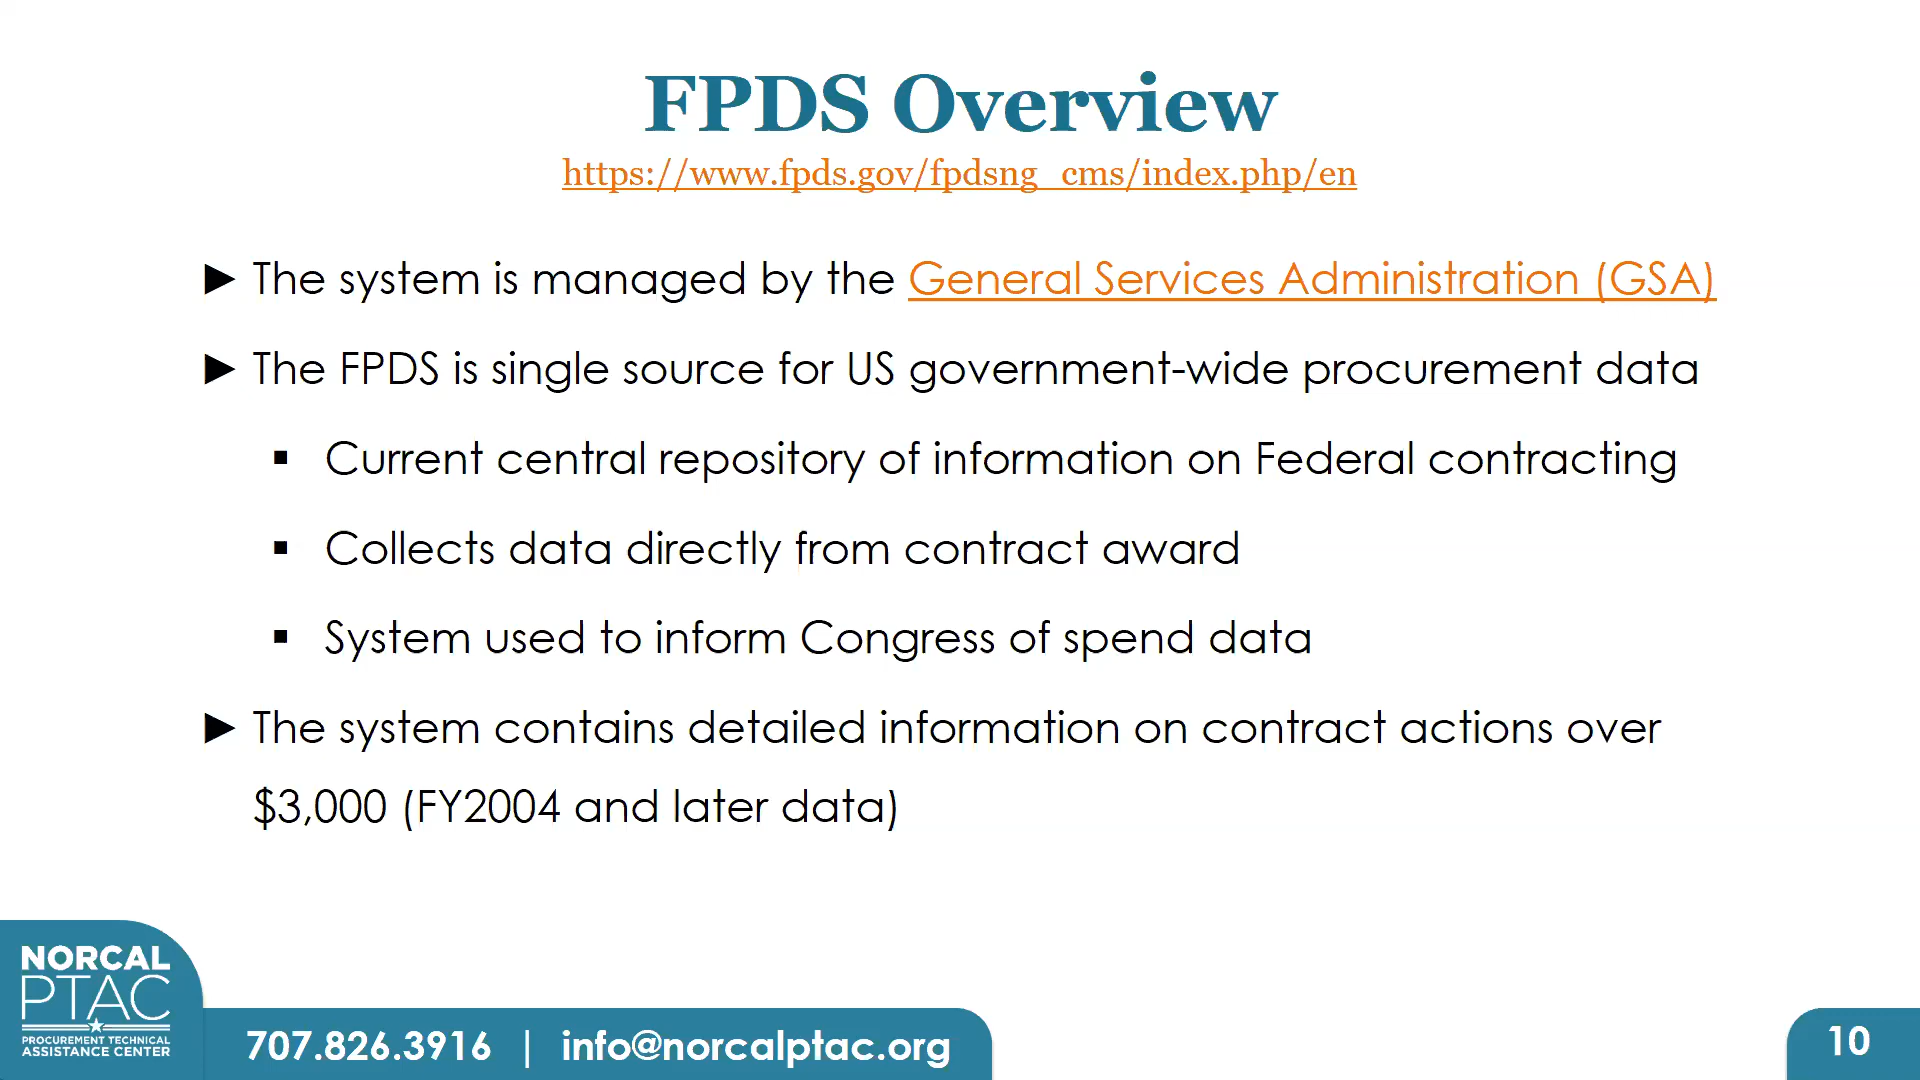 FPDS Overview
https://www.fpds.gov/fpdsng_cms/index.php/en
► The system is managed by the General Services Administration (GSA)
► The FPDS is single source for US government-wide procurement data
▪ Current central repository of information on Federal contracting
▪ Collects data directly from contract award
▪ System used to inform Congress of spend data
► The system contains detailed information on contract actions over
$3,000 (FY2004 and later data)
NORCAL
PTAC
PROCUREMENT TECHNICAL
ASSISTANCE CENTER
707.826.3916 | info@norcalptac.org
10